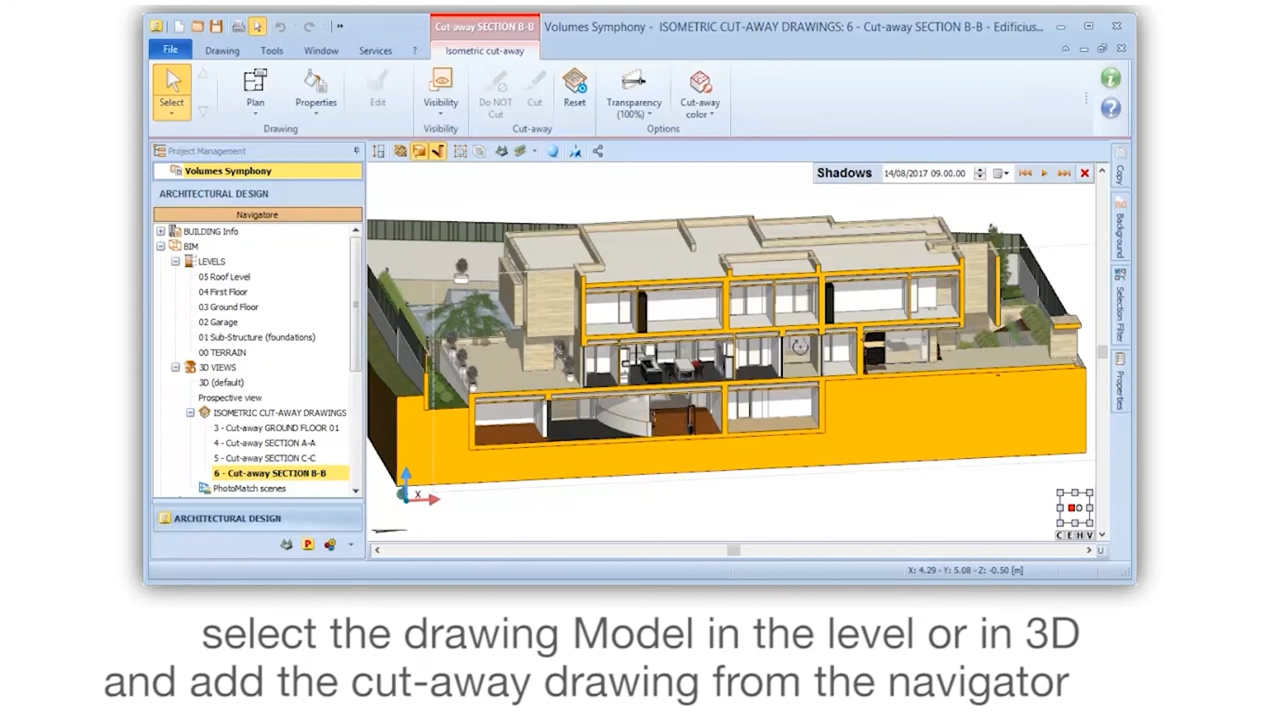 Cut-away SECTION B-B
Volumes Symphony - ISOMETRIC CUT-AWAY DRAWINGS: 6 - Cut-away SECTION B-B - Edificius...
File
Drawing
Tools
Window
Services
?
Isometric cut-away
Select
Plan
Properties
Edit
Visibility
Do NOT
Cut
Cut
Reset
Transparency
(100%)
Cut-away
color
Drawing
Visibility
Cut-away
Options
Project Management
Volumes Symphony
ARCHITECTURAL DESIGN
Navigatore
BUILDING Info
BIM
LEVELS
05 Roof Level
04 First Floor
03 Ground Floor
02 Garage
01 Sub-Structure (foundations)
00 TERRAIN
3D VIEWS
3D (default)
Prospective view
ISOMETRIC CUT-AWAY DRAWINGS
3 - Cut-away GROUND FLOOR 01
4 - Cut-away SECTION A-A
5 - Cut-away SECTION C-C
6 - Cut-away SECTION B-B
PhotoMatch scenes
ARCHITECTURAL DESIGN
Shadows 14/08/2017 09.00.00
Copy
Background
Selection Filter
Properties
X
C E H V
U
X: 4.29 - Y: 5.08 - Z: -0.50 [m]
select the drawing Model in the level or in 3D
and add the cut-away drawing from the navigator